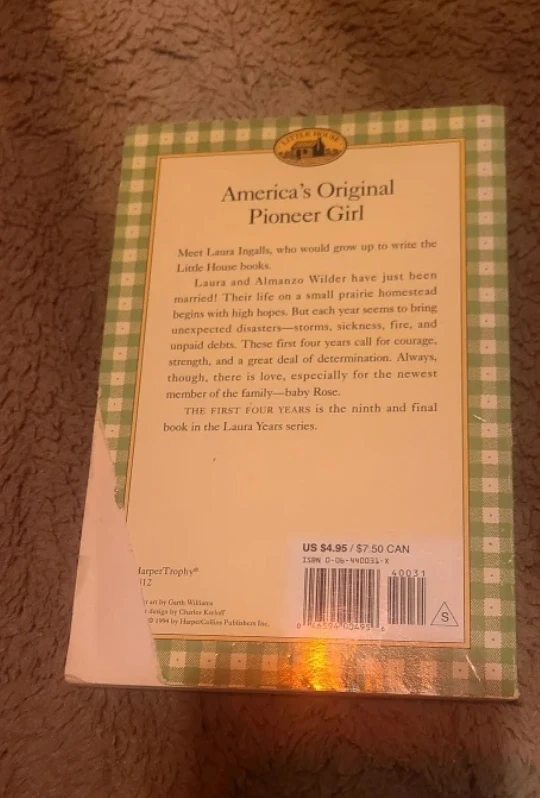 LITTLE HOUSE
America's Original
Pioneer Girl
Meet Laura Ingalls, who would grow up to write the
Little House books.
Laura and Almanzo Wilder have just been
married! Their life on a small prairie homestead
begins with high hopes. But each year seems to bring
unexpected disasters—storms, sickness, fire, and
unpaid debts. These first four years call for courage,
strength, and a great deal of determination. Always,
though, there is love, especially for the newest
member of the family—baby Rose.
THE FIRST FOUR YEARS is the ninth and final
book in the Laura Years series.
US $4.95 / $7.50 CAN
ISBN 0-06-440031-X
40031
S
HarperTrophy®
art by Garth Williams
design by Charles Kreloff
© 1994 by HarperCollins Publishers Inc.